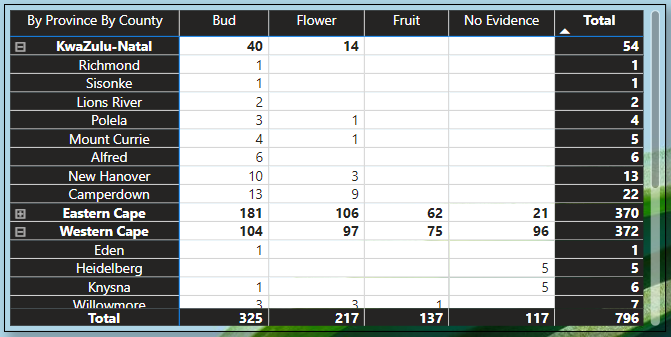 By Province By County Bud Flower Fruit No Evidence Total
KwaZulu-Natal 40 14 54
Richmond 1 1
Sisonke 1 1
Lions River 2 2
Polela 3 1 4
Mount Currie 4 1 5
Alfred 6 6
New Hanover 10 3 13
Camperdown 13 9 22
Eastern Cape 181 106 62 21 370
Western Cape 104 97 75 96 372
Eden 1 1
Heidelberg 5 5
Knysna 1 5 6
Willowmore 3 3 1 7
Total 325 217 137 117 796